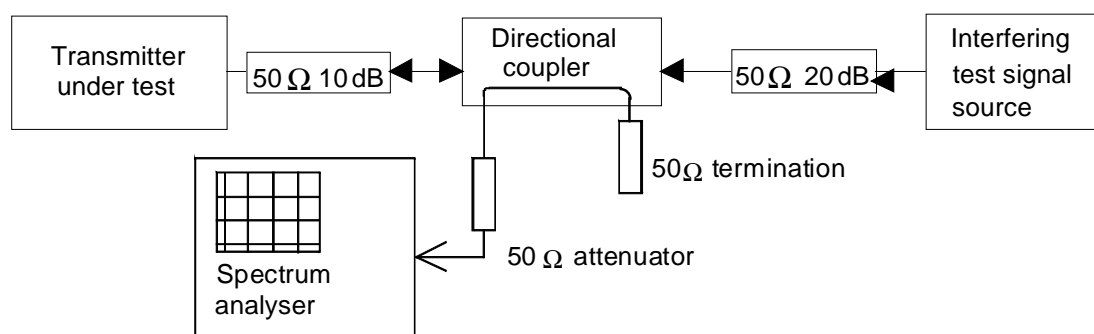 Transmitter
under test
50 Ω 10 dB
Directional
coupler
50 Ω 20 dB
Interfering
test signal
source
50Ω termination
50 Ω attenuator
Spectrum
analyser